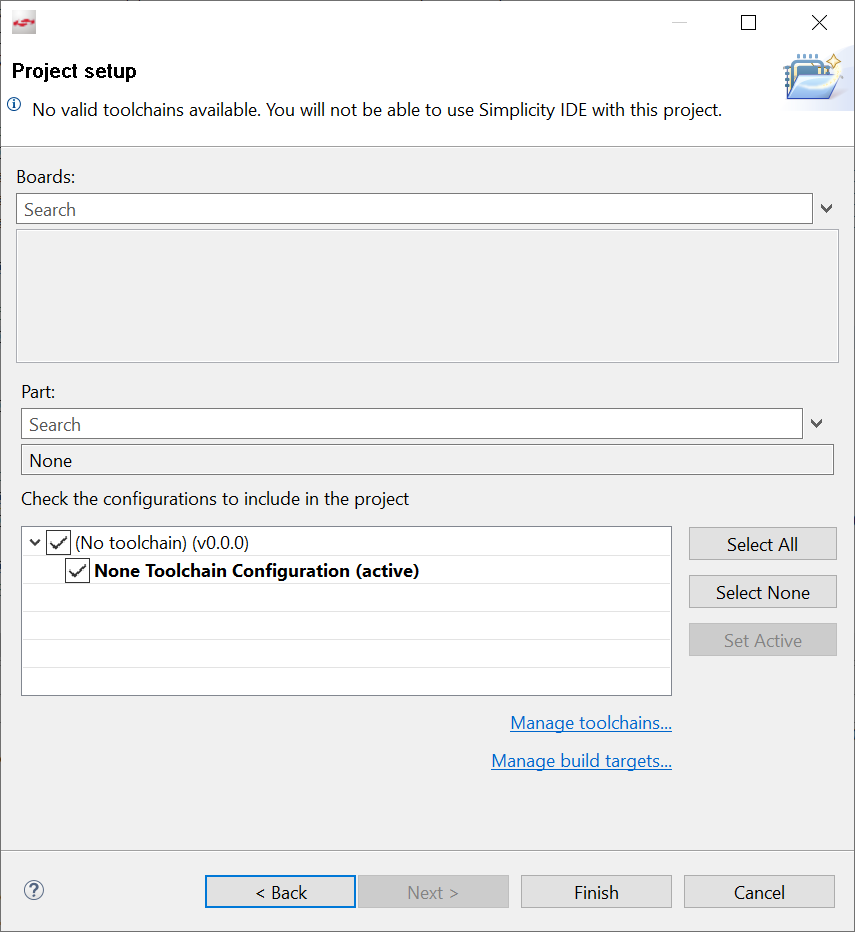 Project setup
No valid toolchains available. You will not be able to use Simplicity IDE with this project.
Boards:
Search
Part:
Search
None
Check the configurations to include in the project
(No toolchain) (v0.0.0)
None Toolchain Configuration (active)
Select All
Select None
Set Active
Manage toolchains...
Manage build targets...
< Back
Next >
Finish
Cancel